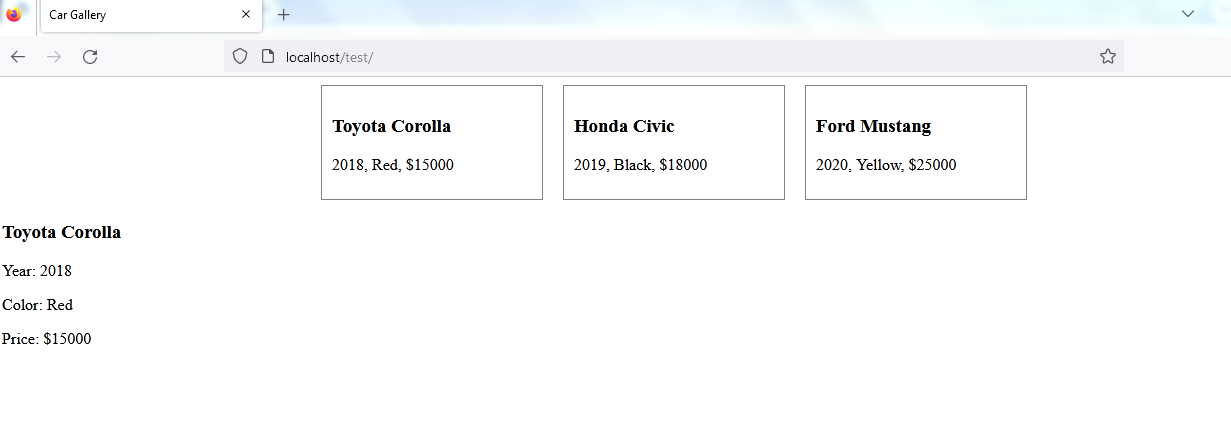 Car Gallery
localhost/test/
Toyota Corolla
2018, Red, $15000
Honda Civic
2019, Black, $18000
Ford Mustang
2020, Yellow, $25000
Toyota Corolla
Year: 2018
Color: Red
Price: $15000